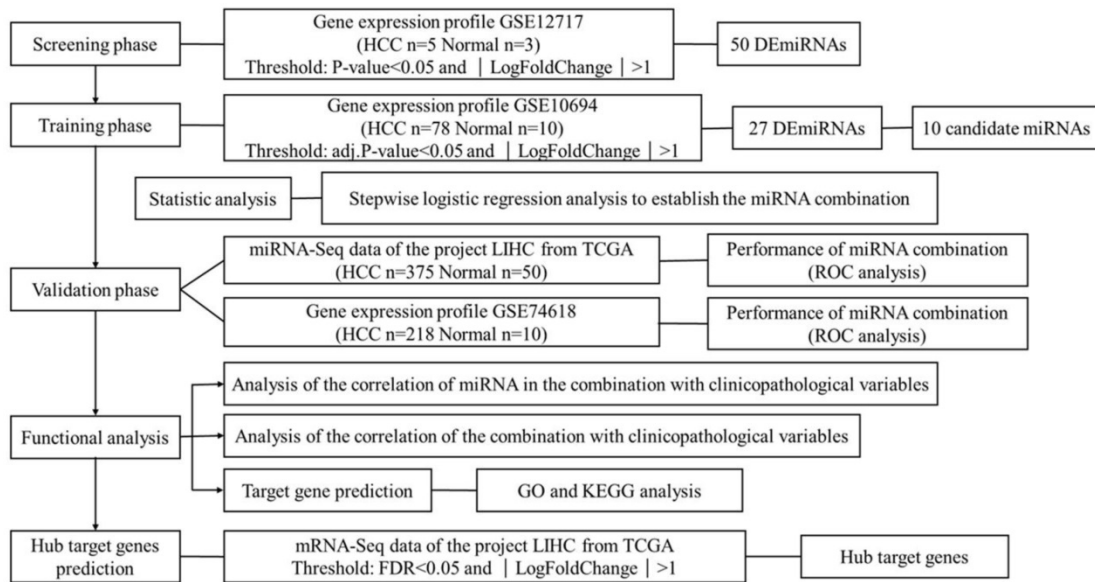 Screening phase
Gene expression profile GSE12717
(HCC n=5 Normal n=3)
Threshold: P-value<0.05 and | LogFoldChange | >1
50 DEmiRNAs
Training phase
Gene expression profile GSE10694
(HCC n=78 Normal n=10)
Threshold: adj.P-value<0.05 and | LogFoldChange | >1
27 DEmiRNAs
10 candidate miRNAs
Statistic analysis
Stepwise logistic regression analysis to establish the miRNA combination
Validation phase
miRNA-Seq data of the project LIHC from TCGA
(HCC n=375 Normal n=50)
Performance of miRNA combination
(ROC analysis)
Gene expression profile GSE74618
(HCC n=218 Normal n=10)
Performance of miRNA combination
(ROC analysis)
Functional analysis
Analysis of the correlation of miRNA in the combination with clinicopathological variables
Analysis of the correlation of the combination with clinicopathological variables
Target gene prediction
GO and KEGG analysis
Hub target genes
prediction
mRNA-Seq data of the project LIHC from TCGA
Threshold: FDR<0.05 and | LogFoldChange | >1
Hub target genes